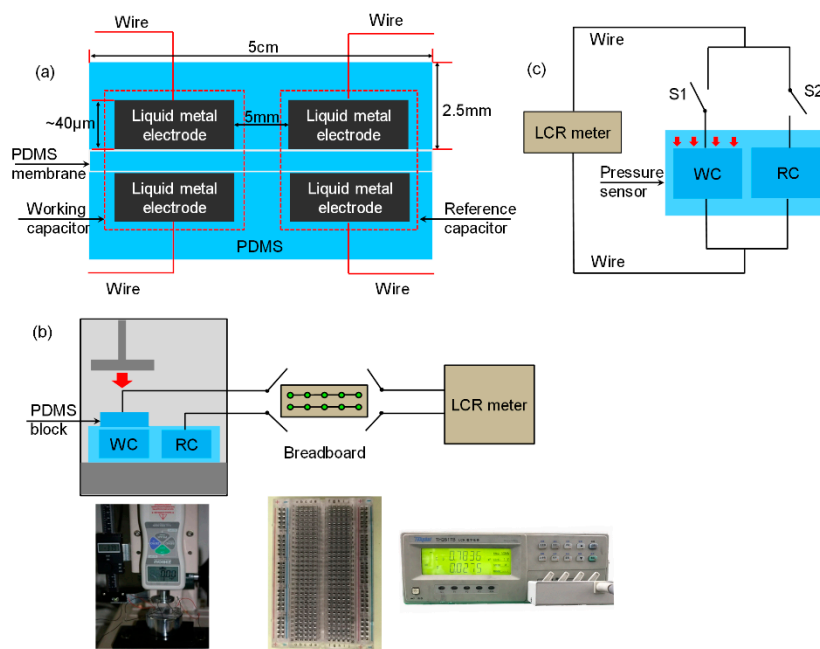 (a)
Wire
Wire
5cm
Liquid metal
electrode
Liquid metal
electrode
~40μm
5mm
2.5mm
PDMS
membrane
Liquid metal
electrode
Liquid metal
electrode
Working
capacitor
Reference
capacitor
PDMS
Wire
Wire
(c)
Wire
S1
S2
LCR meter
Pressure
sensor
WC
RC
Wire
(b)
PDMS
block
WC
RC
Breadboard
LCR meter